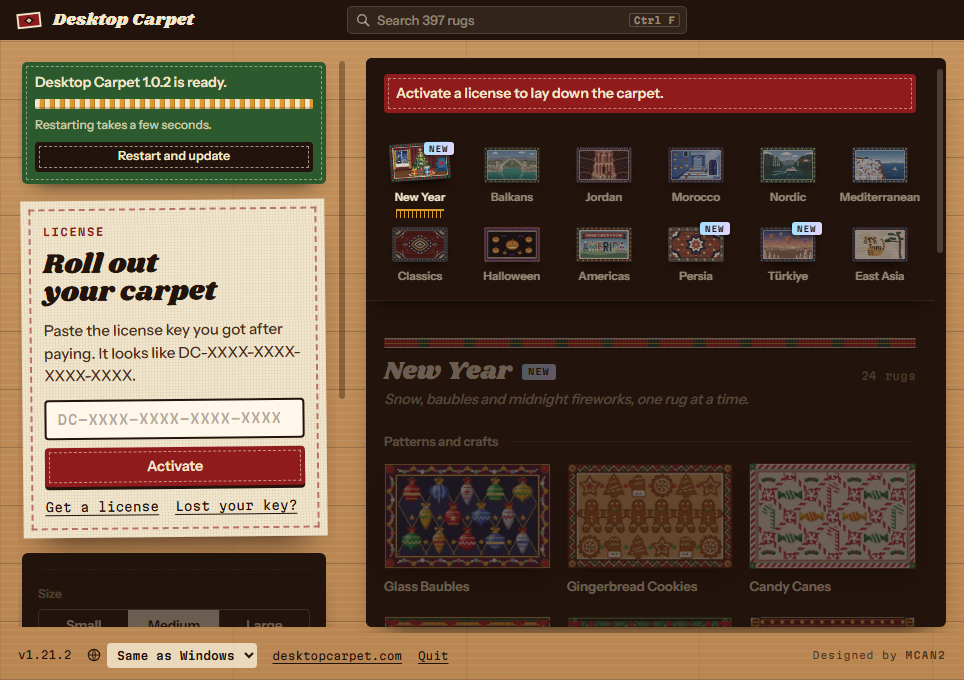 Desktop Carpet
Search 397 rugs
Ctrl F
Desktop Carpet 1.0.2 is ready.
Restarting takes a few seconds.
Restart and update
LICENSE
Roll out
your carpet
Paste the license key you got after
paying. It looks like DC-XXXX-XXXX-
XXXX-XXXX.
DC-XXXX-XXXX-XXXX-XXXX
Activate
Get a license Lost your key?
Size
Small Medium Large
Activate a license to lay down the carpet.
NEW
New Year Balkans Jordan Morocco Nordic Mediterranean
NEW NEW
AMERICA
Classics Halloween Americas Persia Türkiye East Asia
New Year NEW
24 rugs
Snow, baubles and midnight fireworks, one rug at a time.
Patterns and crafts
Glass Baubles Gingerbread Cookies Candy Canes
v1.21.2 Same as Windows desktopcarpet.com Quit
Designed by MCAN2